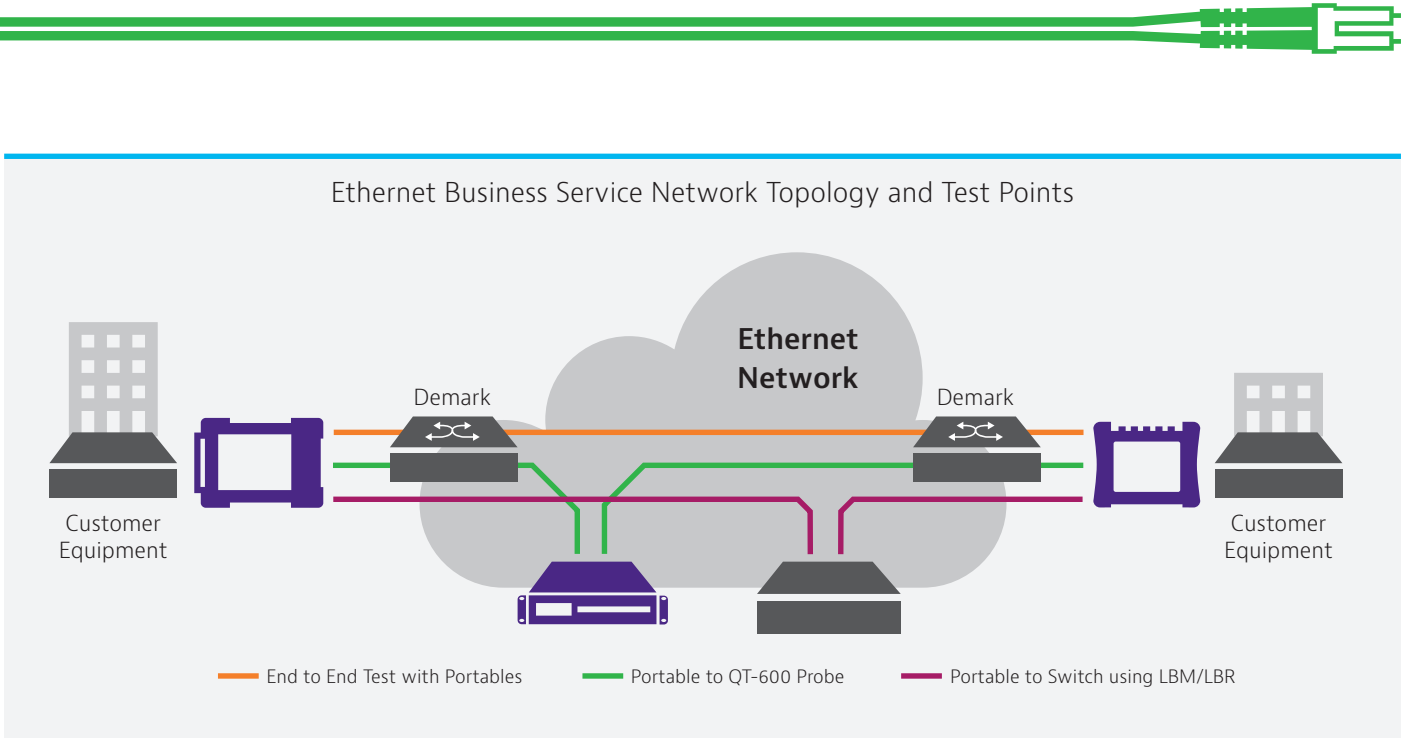 Ethernet Business Service Network Topology and Test Points
Ethernet
Network
Demark
Demark
Customer
Equipment
Customer
Equipment
End to End Test with Portables
Portable to QT-600 Probe
Portable to Switch using LBM/LBR